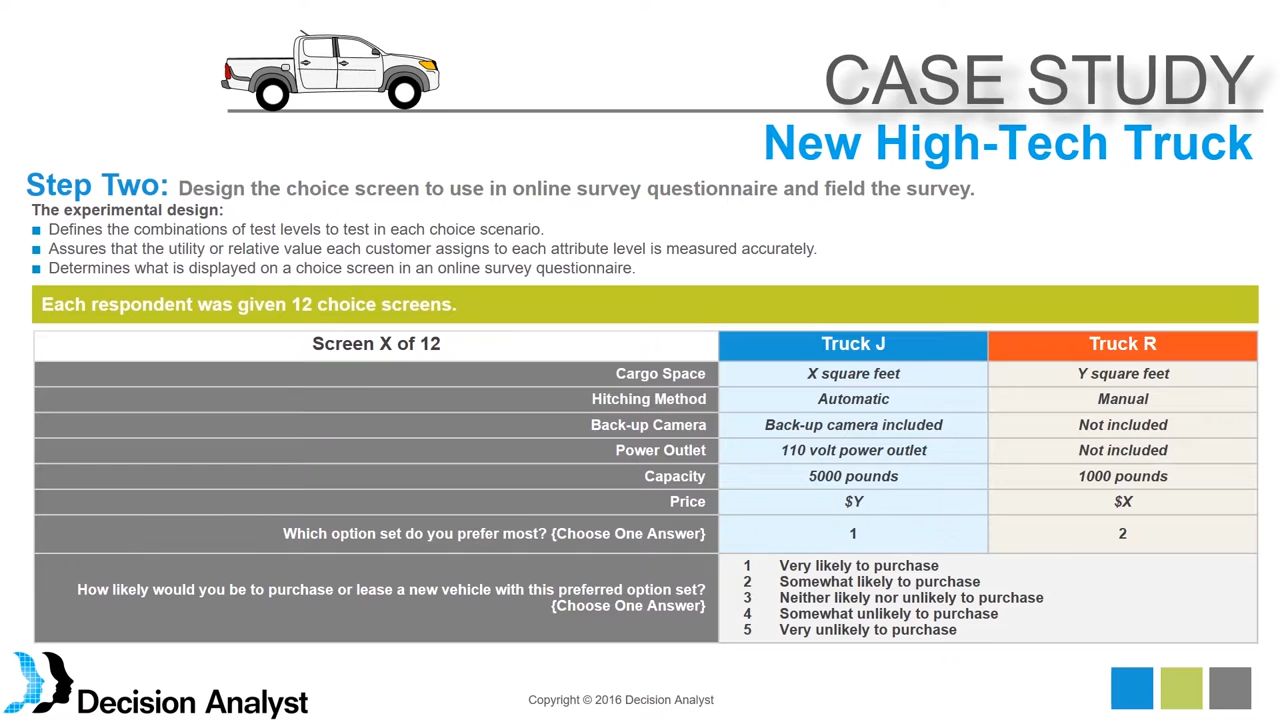 CASE STUDY
New High-Tech Truck
Step Two: Design the choice screen to use in online survey questionnaire and field the survey.
The experimental design:
Defines the combinations of test levels to test in each choice scenario.
Assures that the utility or relative value each customer assigns to each attribute level is measured accurately.
Determines what is displayed on a choice screen in an online survey questionnaire.
Each respondent was given 12 choice screens.
Screen X of 12 Truck J Truck R
Cargo Space X square feet Y square feet
Hitching Method Automatic Manual
Back-up Camera Back-up camera included Not included
Power Outlet 110 volt power outlet Not included
Capacity 5000 pounds 1000 pounds
Price $Y $X
Which option set do you prefer most? {Choose One Answer} 1 2
How likely would you be to purchase or lease a new vehicle with this preferred option set?
{Choose One Answer}
1 Very likely to purchase
2 Somewhat likely to purchase
3 Neither likely nor unlikely to purchase
4 Somewhat unlikely to purchase
5 Very unlikely to purchase
Decision Analyst
Copyright © 2016 Decision Analyst